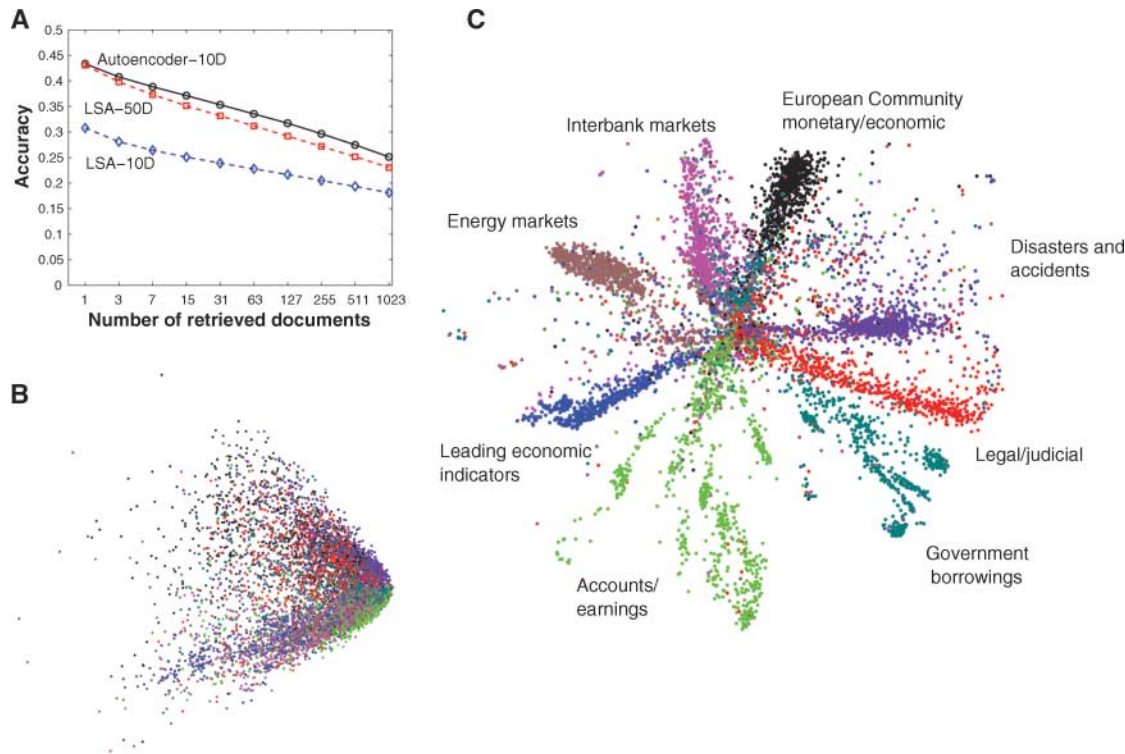 A
0.5
0.45
0.4
0.35
0.3
0.25
0.2
0.15
0.1
0.05
0
Accuracy
Autoencoder–10D
LSA–50D
LSA–10D
1 3 7 15 31 63 127 255 511 1023
Number of retrieved documents
B
C
European Community
monetary/economic
Interbank markets
Energy markets
Disasters and
accidents
Leading economic
indicators
Legal/judicial
Government
borrowings
Accounts/
earnings